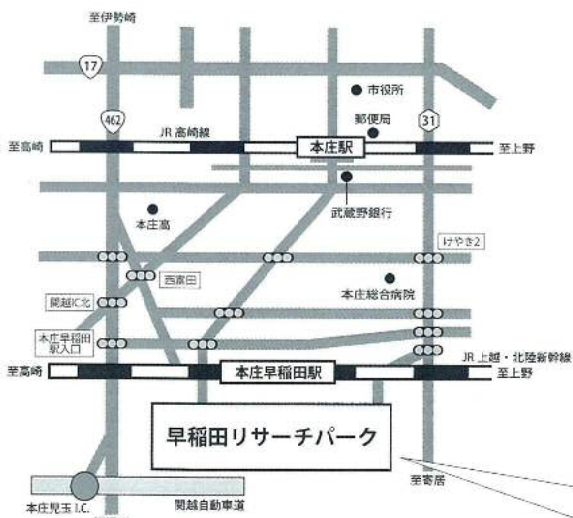 至伊勢崎
17
市役所
郵便局
462
31
JR 高崎線
至高崎
本庄駅
至上野
武蔵野銀行
本庄高
けやき2
西富田
本庄総合病院
関越IC北
本庄早稲田
駅入口
JR 上越・北陸新幹線
至高崎
本庄早稲田駅
至上野
早稲田リサーチパーク
至寄居
本庄児玉 I.C.
関越自動車道